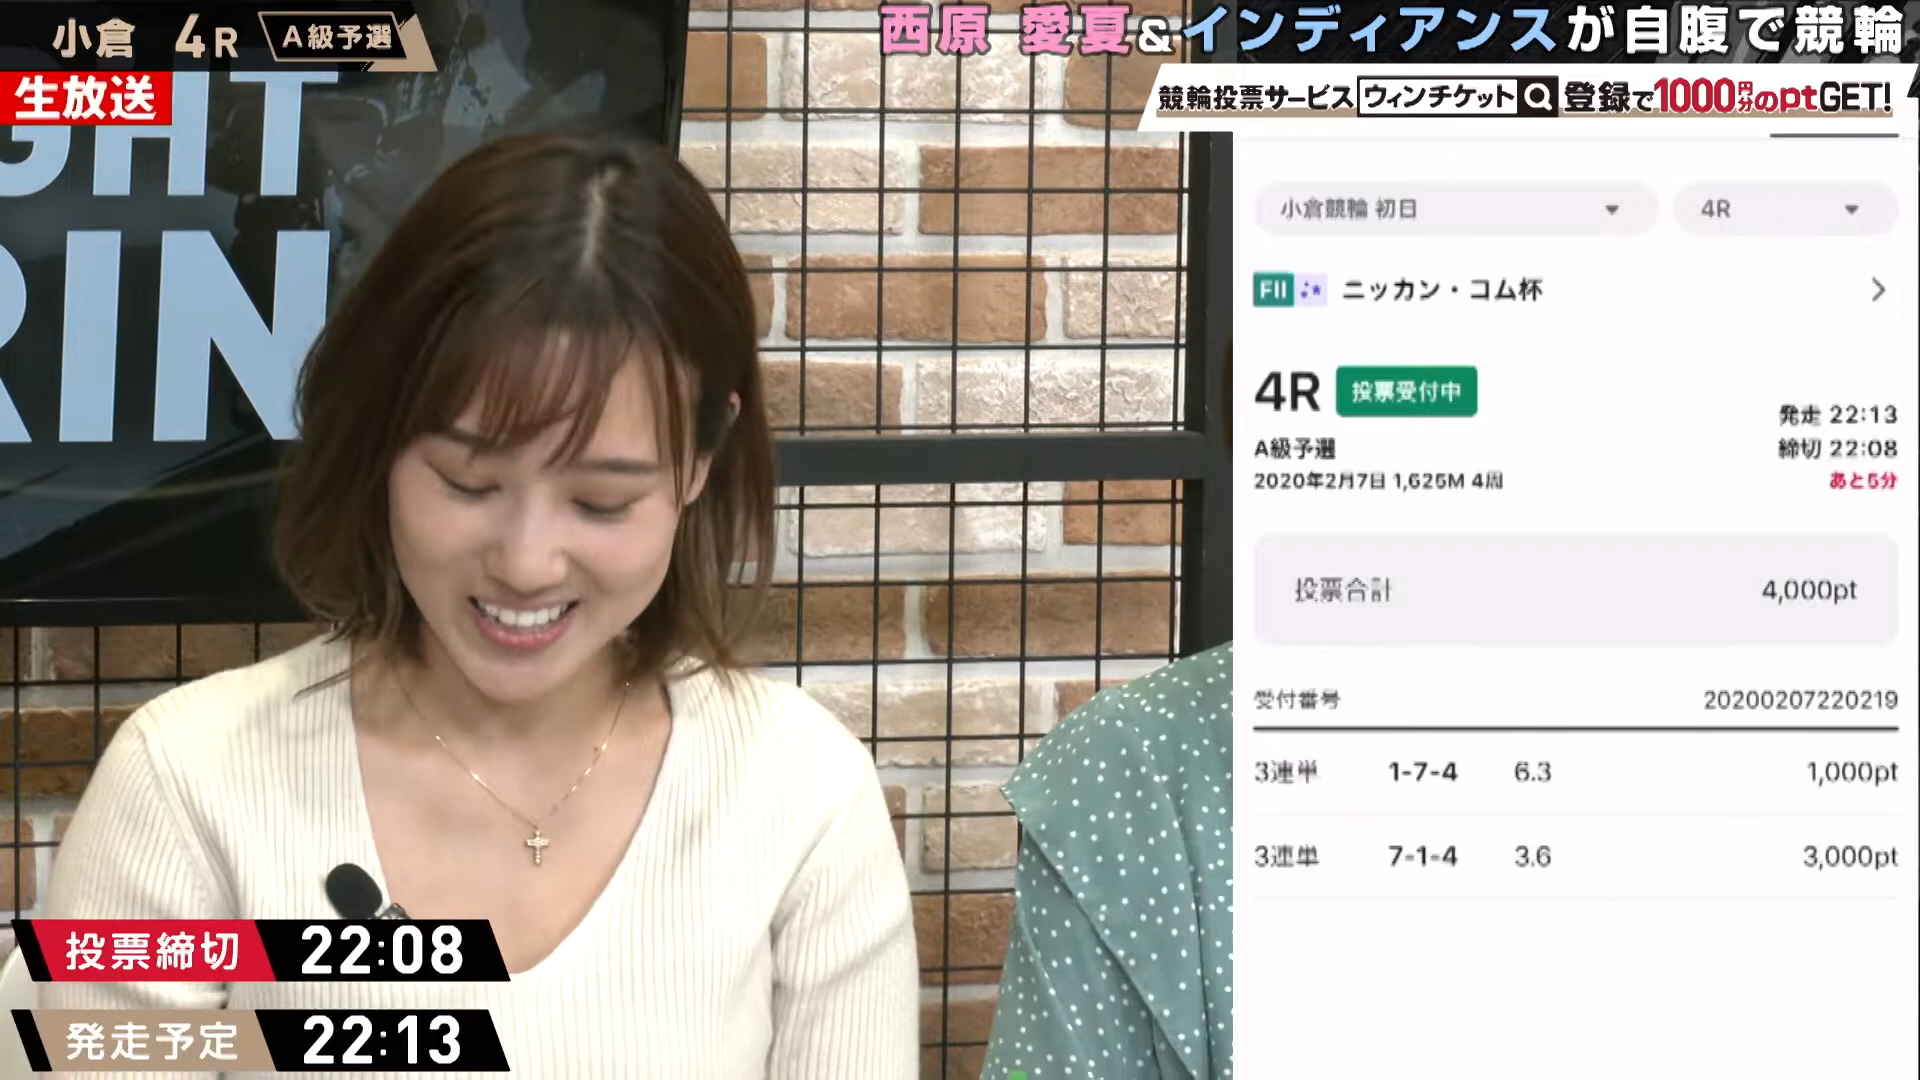 小倉 4R A級予選
西原 愛夏&インディアンスが自腹で競輪
生放送
競輪投票サービス ウィンチケット 登録で1000円分のptGET!
GHT
RIN
小倉競輪 初日 4R
FII ニッカン・コム杯
4R 投票受付中
発走 22:13
A級予選 締切 22:08
2020年2月7日 1,625M 4周 あと5分
投票合計 4,000pt
受付番号 20200207220219
3連単 1-7-4 6.3 1,000pt
3連単 7-1-4 3.6 3,000pt
投票締切 22:08
発走予定 22:13